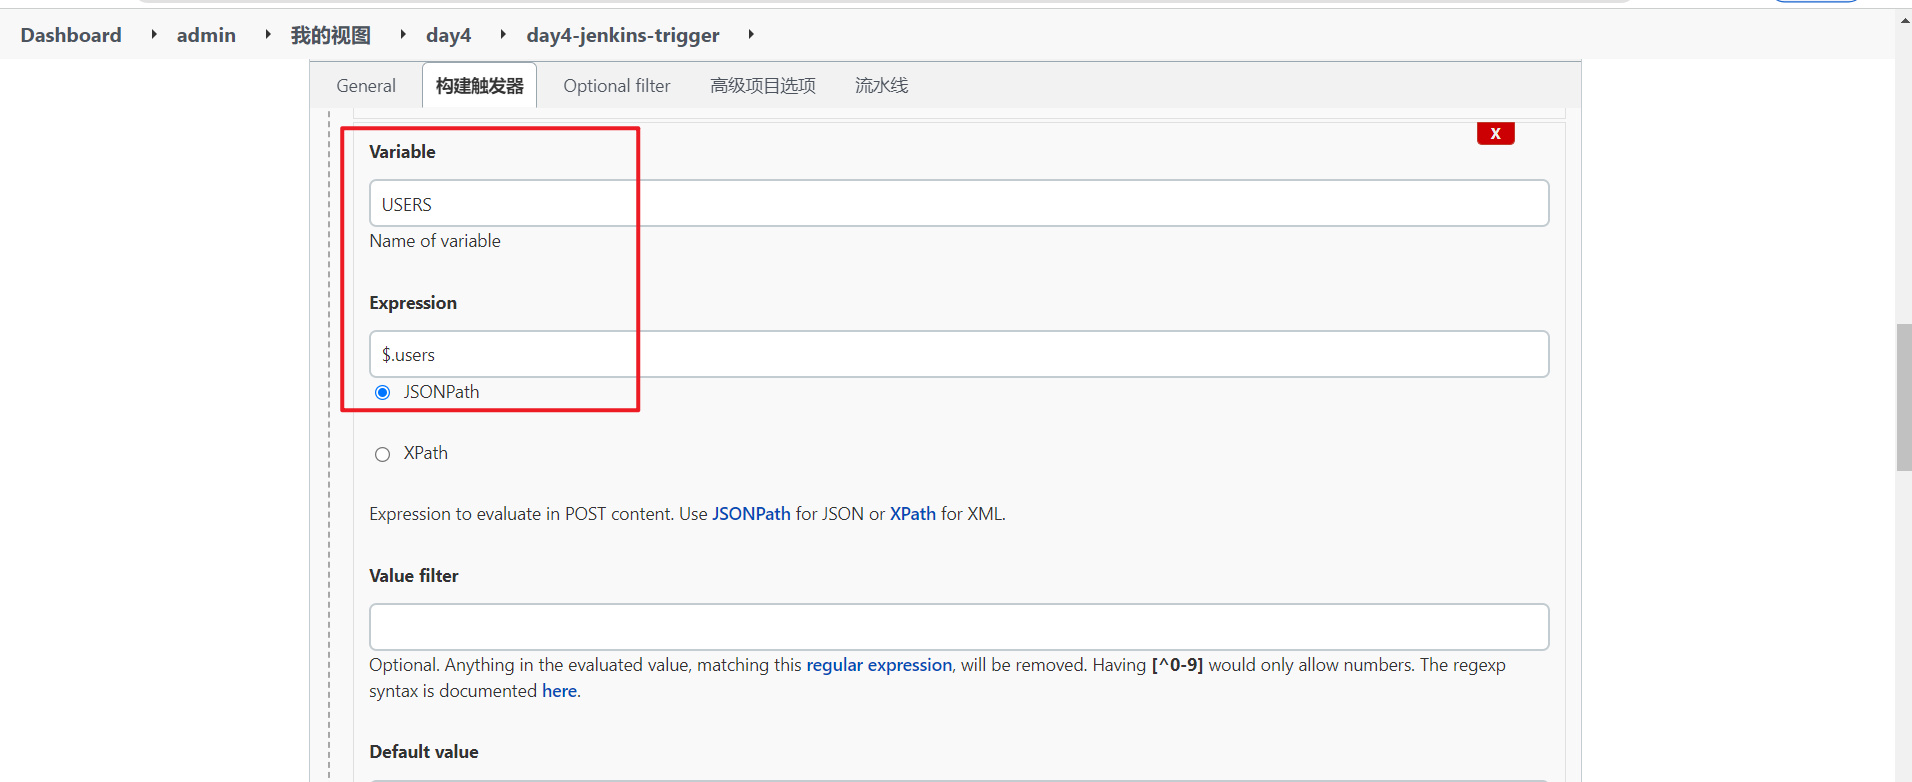 Dashboard admin 我的视图 day4 day4-jenkins-trigger
General 构建触发器 Optional filter 高级项目选项 流水线
X
Variable
USERS
Name of variable
Expression
$.users
JSONPath
XPath
Expression to evaluate in POST content. Use JSONPath for JSON or XPath for XML.
Value filter
Optional. Anything in the evaluated value, matching this regular expression, will be removed. Having [^0-9] would only allow numbers. The regexp
syntax is documented here.
Default value